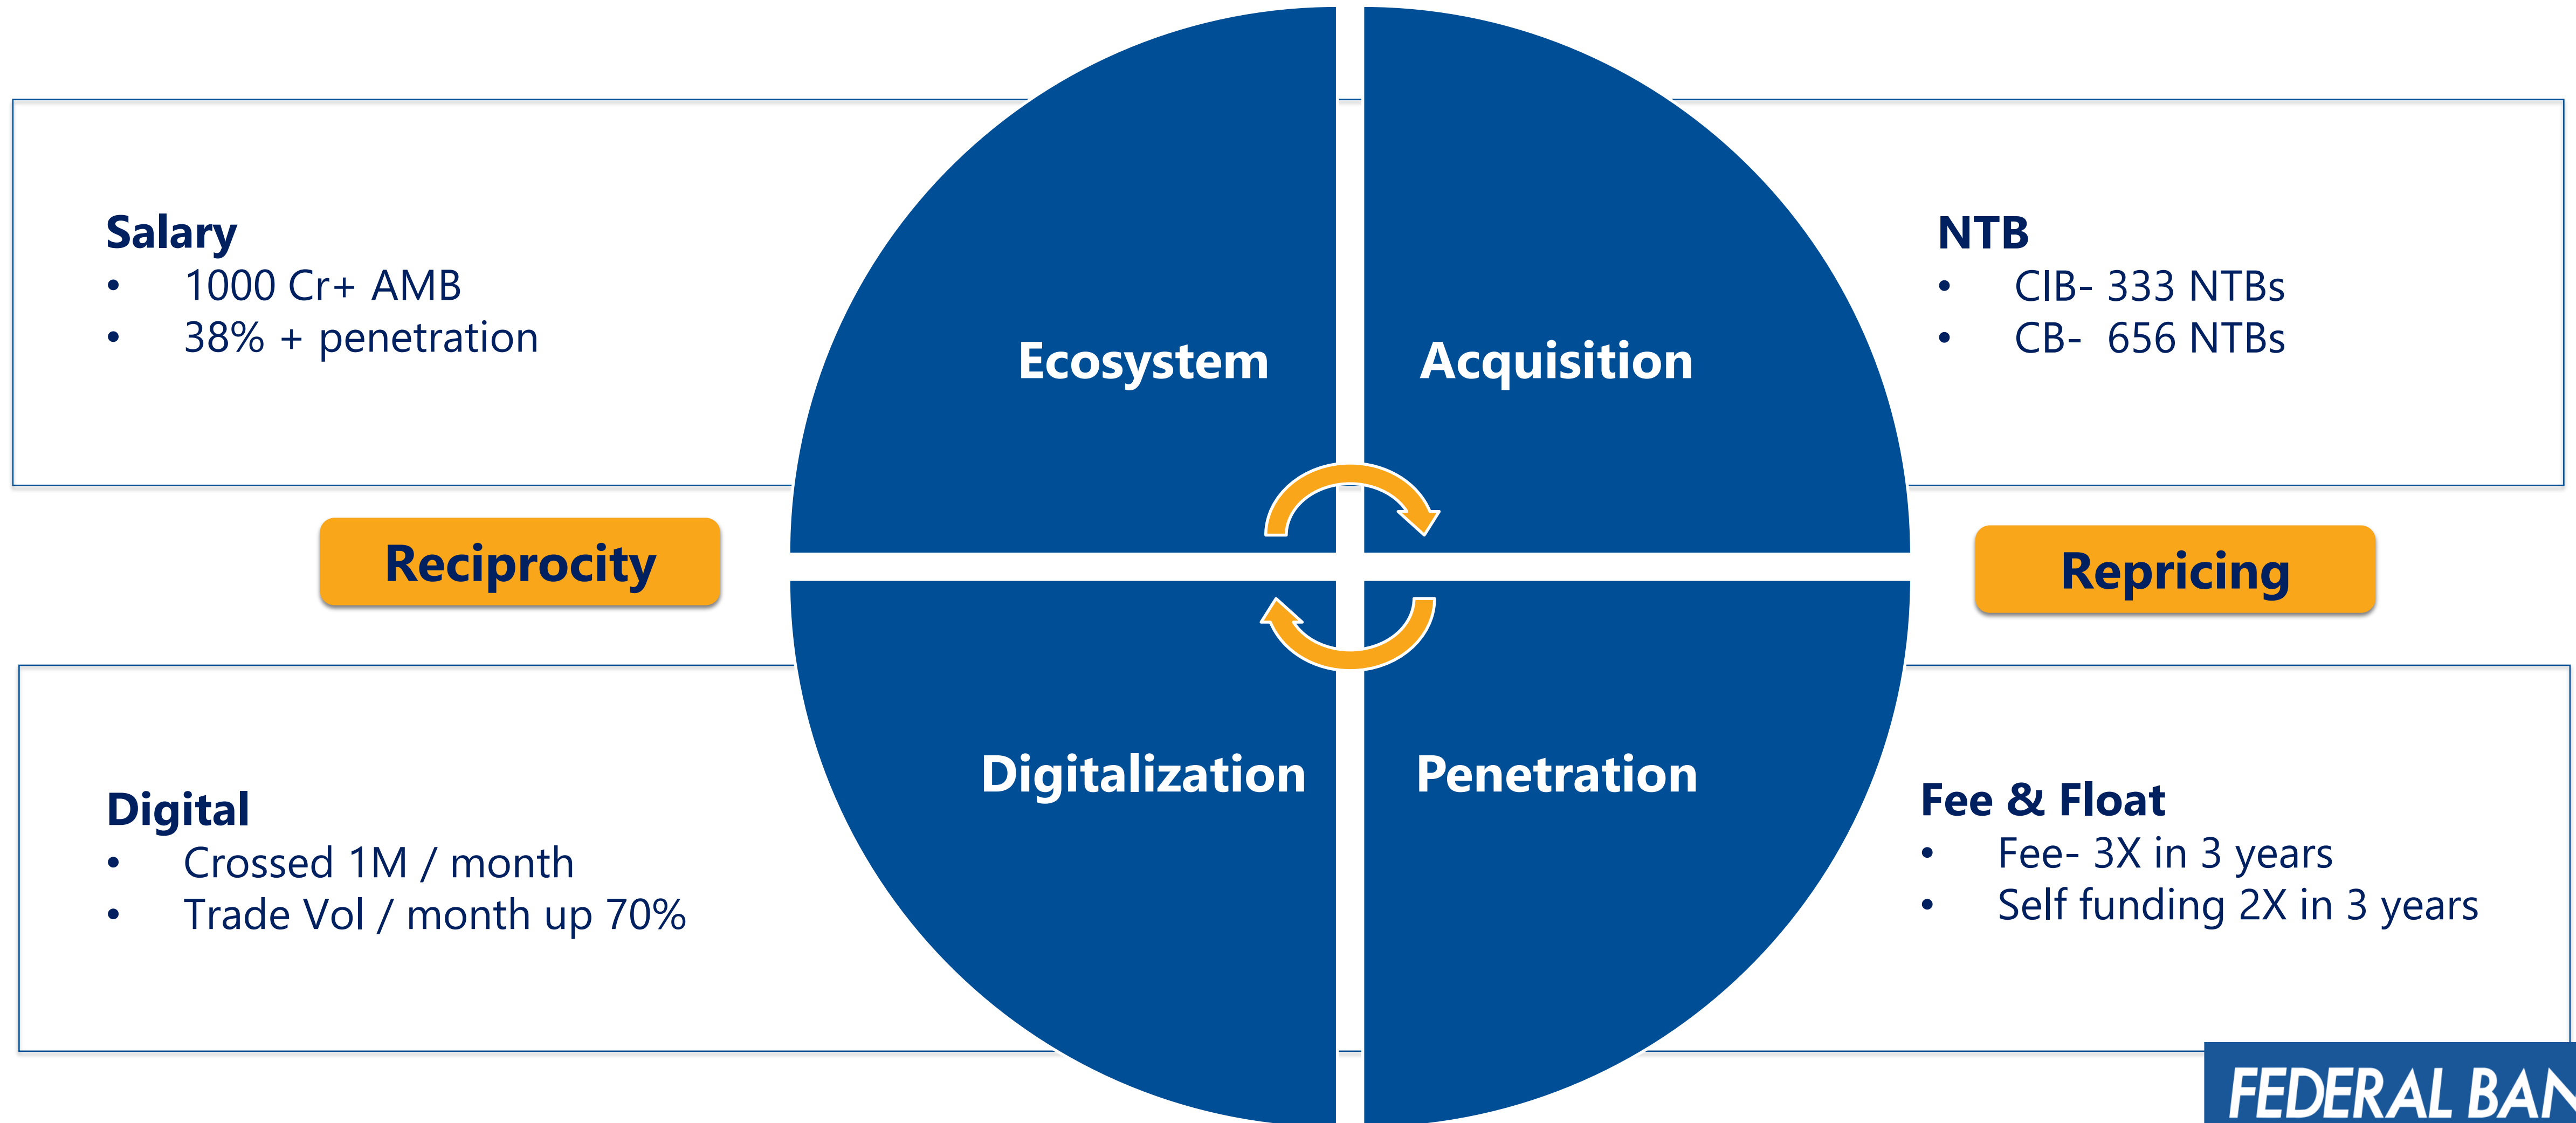 Salary
• 1000 Cr+ AMB
• 38% + penetration
Ecosystem
Acquisition
NTB
• CIB- 333 NTBs
• CB- 656 NTBs
Reciprocity
Repricing
Digital
• Crossed 1M / month
• Trade Vol / month up 70%
Digitalization
Penetration
Fee & Float
• Fee- 3X in 3 years
• Self funding 2X in 3 years
FEDERAL BAN